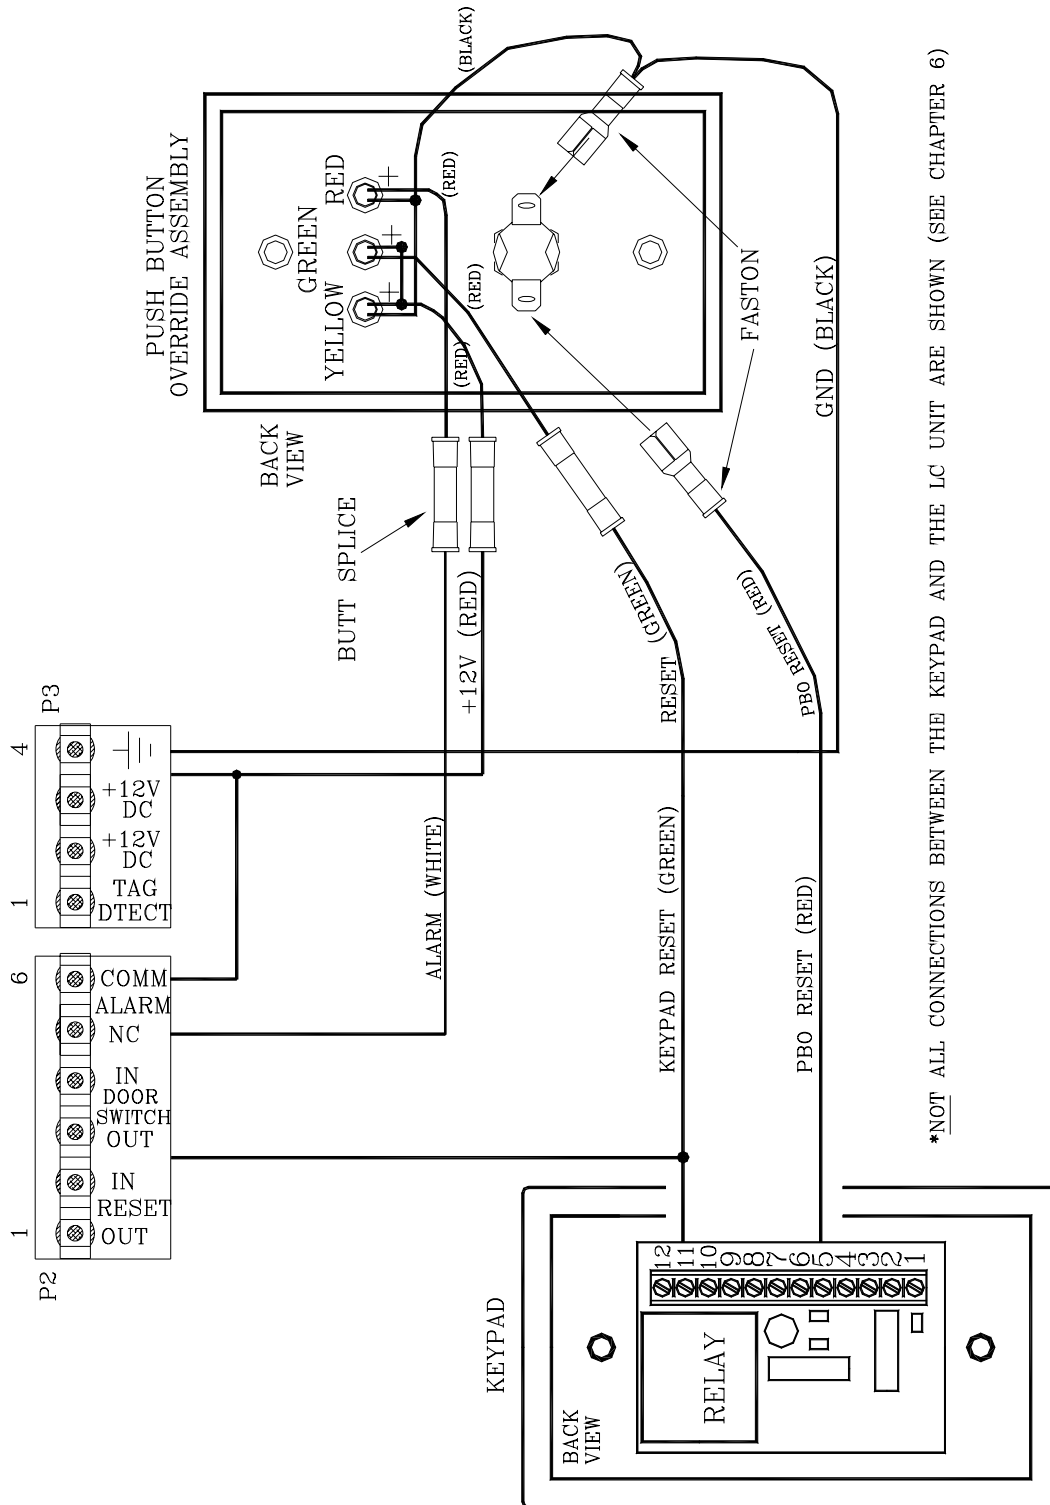 PUSH BUTTON
OVERRIDE ASSEMBLY
BACK
VIEW
YELLOW
GREEN
RED
+
+
+
(RED)
(RED)
(RED)
(BLACK)
FASTON
GND (BLACK)
BUTT SPLICE
+12V (RED)
RESET (GREEN)
PBO RESET (RED)
ALARM (WHITE)
KEYPAD RESET (GREEN)
PBO RESET (RED)
P3
4
1
+12V
DC
+12V
DC
TAG
DTECT
P2
6
1
COMM
ALARM
NC
IN
DOOR
SWITCH
OUT
IN
RESET
OUT
KEYPAD
BACK
VIEW
RELAY
12
11
10
9
8
7
6
5
4
3
2
1
*NOT ALL CONNECTIONS BETWEEN THE KEYPAD AND THE LC UNIT ARE SHOWN (SEE CHAPTER 6)